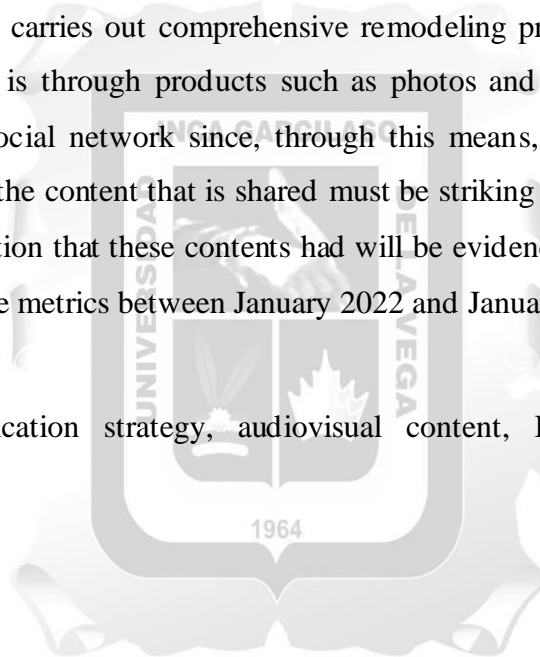 carries out comprehensive remodeling pr
is through products such as photos and
ocial network since, through this means,
the content that is shared must be striking
tion that these contents had will be eviden
e metrics between January 2022 and Janua
ication strategy, audiovisual content, I
UNIVERSIDAD
INCA GARCILASO
DE LA VEGA
1964